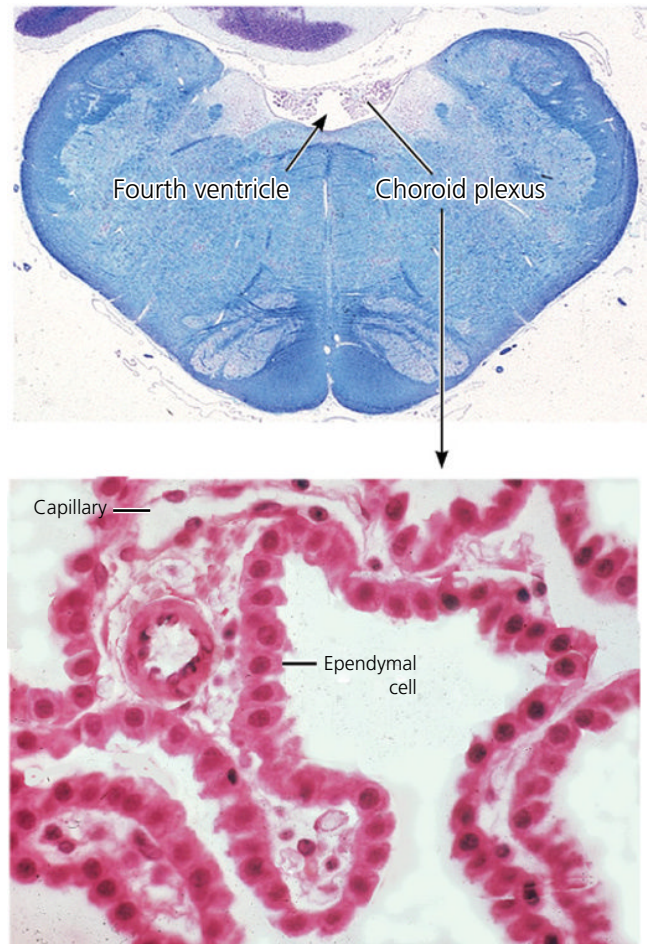 Fourth ventricle
Choroid plexus
Capillary
Ependymal
cell